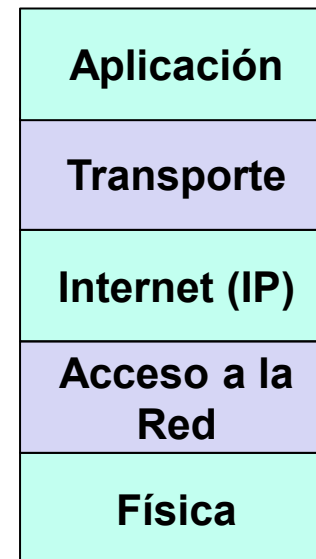 Aplicación
Transporte
Internet (IP)
Acceso a la
Red
Física